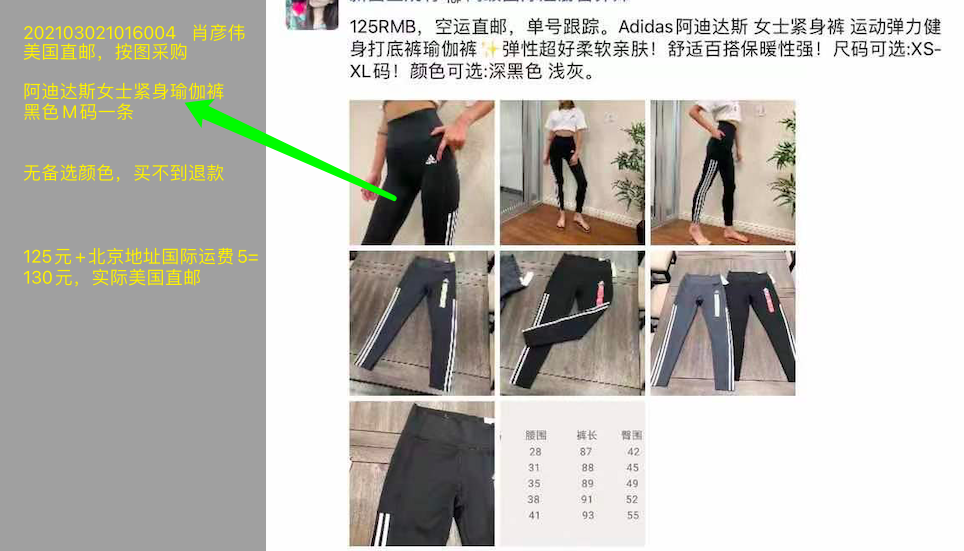 202103021016004 肖彦伟
美国直邮，按图采购
阿迪达斯女士紧身瑜伽裤
黑色M码一条
无备选颜色，买不到退款
125元+北京地址国际运费5=
130元，实际美国直邮
125RMB，空运直邮，单号跟踪。Adidas阿迪达斯 女士紧身裤 运动弹力健
身打底裤瑜伽裤✨弹性超好柔软亲肤！舒适百搭保暖性强！尺码可选:XS-
XL码！颜色可选:深黑色 浅灰。
腰围 裤长 臀围
28 87 42
31 88 45
35 89 49
38 91 52
41 93 55